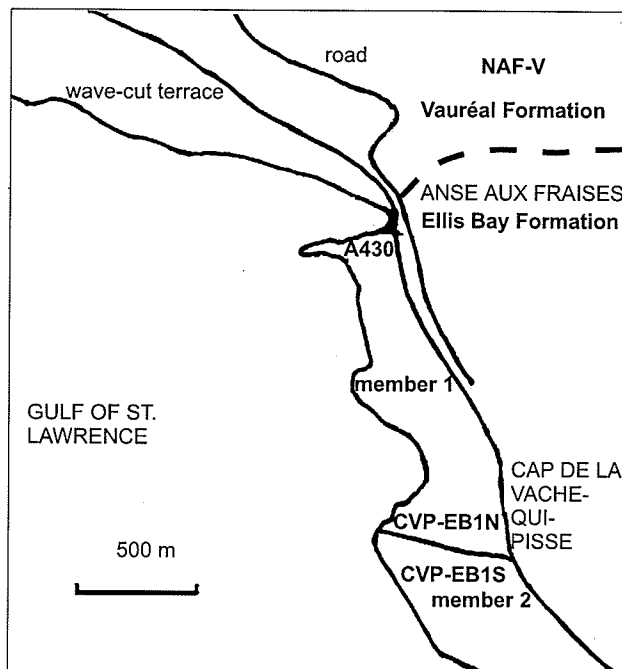 road
NAF-V
wave-cut terrace
Vauréal Formation
ANSE AUX FRAISES
Ellis Bay Formation
A430
member 1
GULF OF ST.
LAWRENCE
CAP DE LA
VACHE-
QUI-
PISSE
CVP-EB1N
500 m
CVP-EB1S
member 2